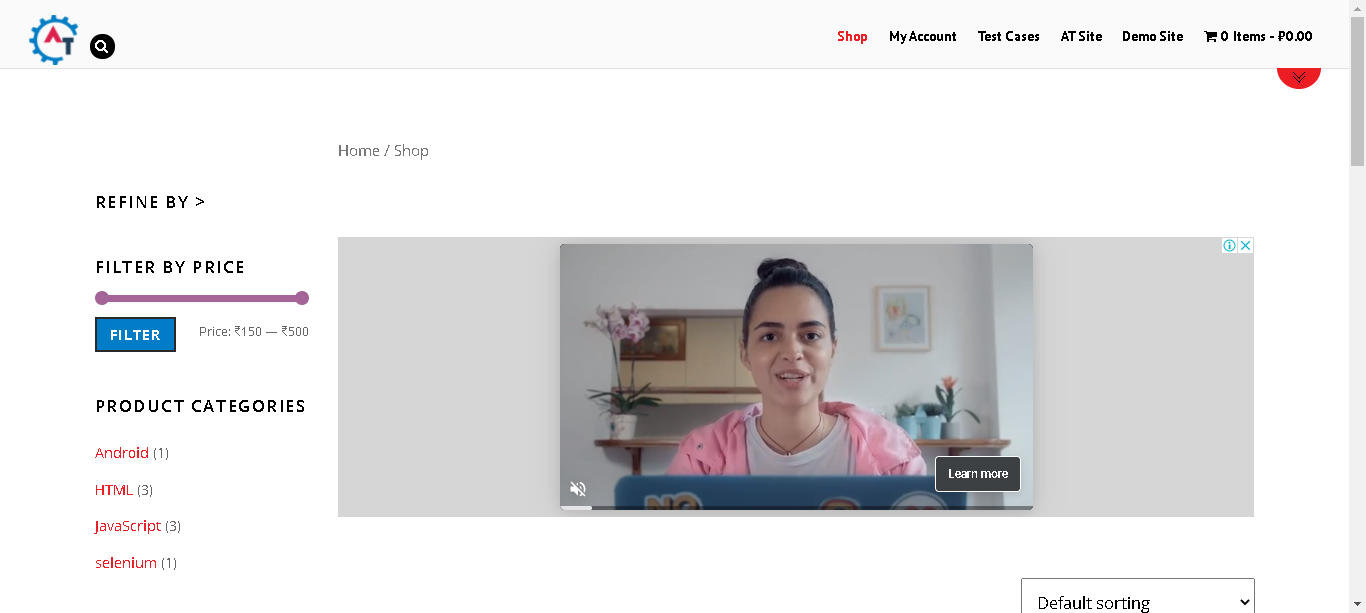 AT
Shop My Account Test Cases AT Site Demo Site 0 Items - ₽0.00
Home / Shop
REFINE BY >
FILTER BY PRICE
FILTER Price: ₹150 — ₹500
PRODUCT CATEGORIES
Android (1)
HTML (3)
JavaScript (3)
selenium (1)
Learn more
Default sorting